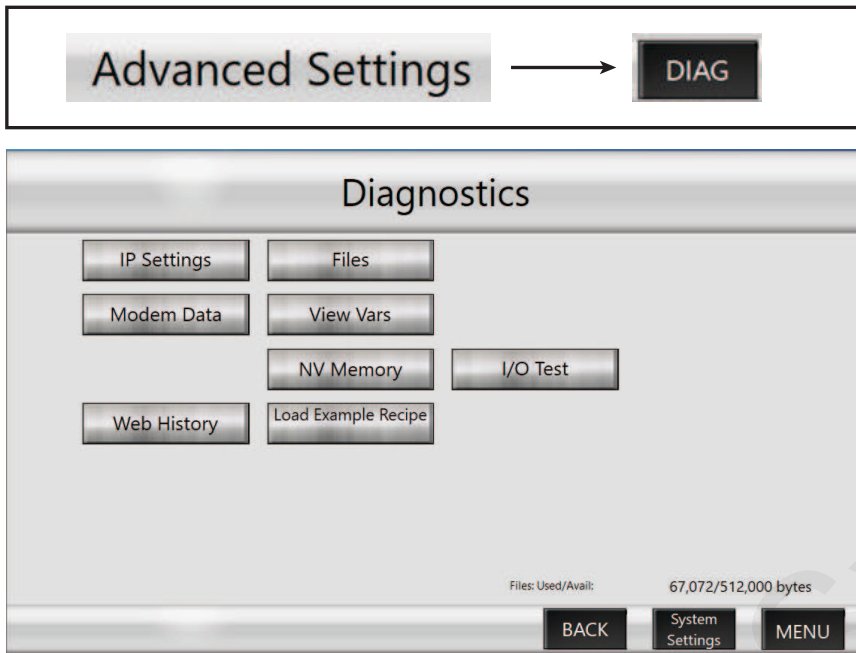 Advanced Settings
DIAG
Diagnostics
IP Settings
Files
Modem Data
View Vars
NV Memory
I/O Test
Web History
Load Example Recipe
Files: Used/Avail:
67,072/512,000 bytes
BACK
System
Settings
MENU